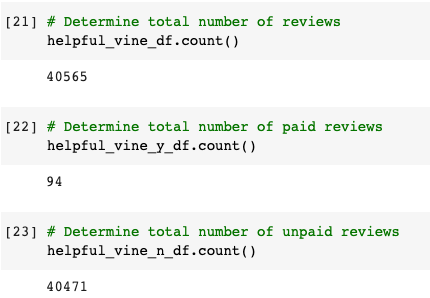 [21] # Determine total number of reviews
helpful_vine_df.count()
40565
[22] # Determine total number of paid reviews
helpful_vine_y_df.count()
94
[23] # Determine total number of unpaid reviews
helpful_vine_n_df.count()
40471